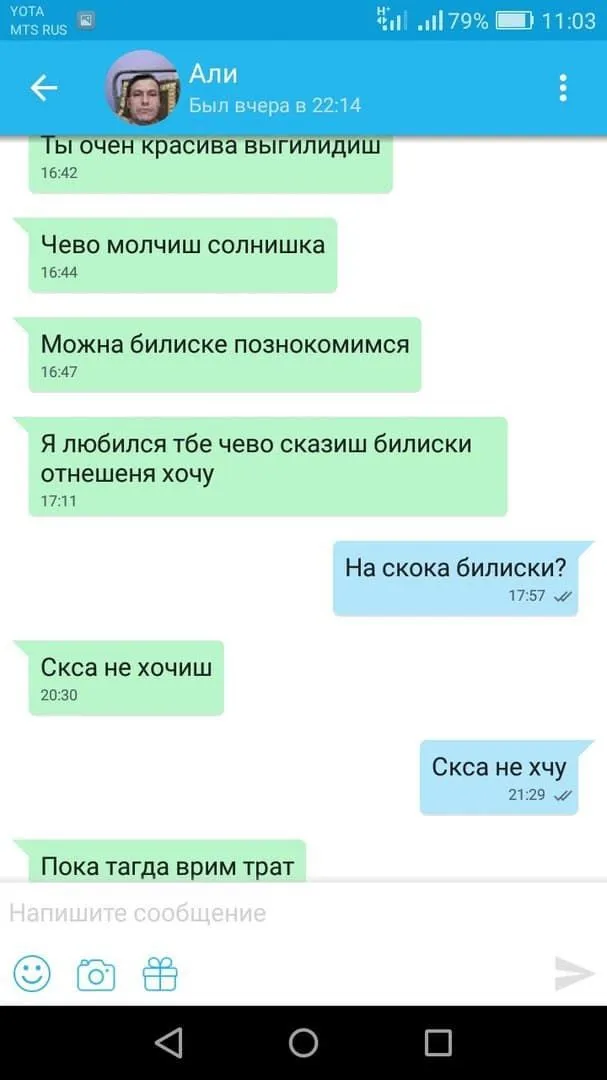 YOTA
MTS RUS
79% 11:03
Али
Был вчера в 22:14
Ты очен красива выгилидиш
16:42
Чево молчиш солнишка
16:44
Можна билиске познокомимся
16:47
Я любился тбе чево сказиш билиски
отнешеня хочу
17:11
На скока билиски?
17:57
Скса не хочиш
20:30
Скса не хчу
21:29
Пока тагда врим трат
Напишите сообщение